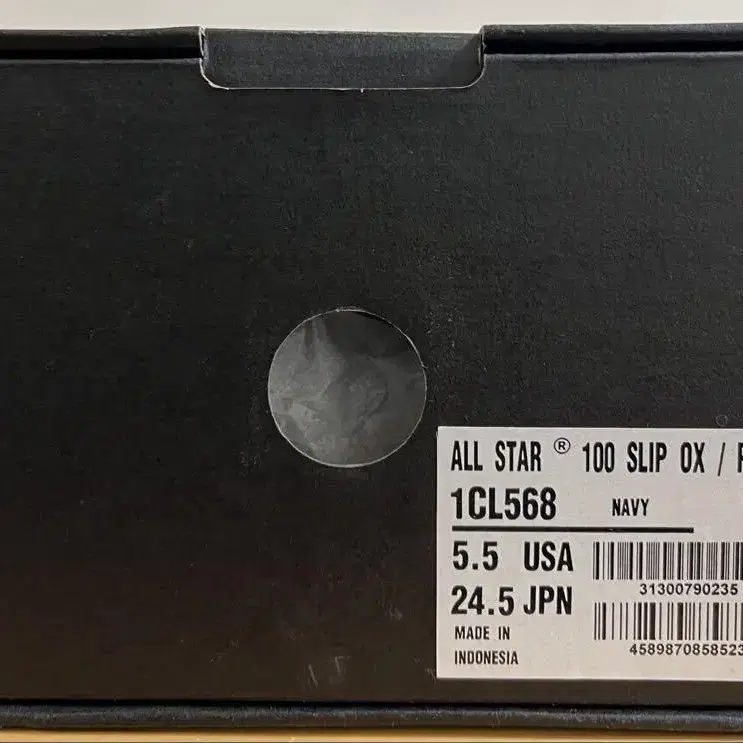 ALL STAR ® 100 SLIP OX /
1CL568 NAVY
5.5 USA
31300790235
24.5 JPN
4589870858523
MADE IN
INDONESIA